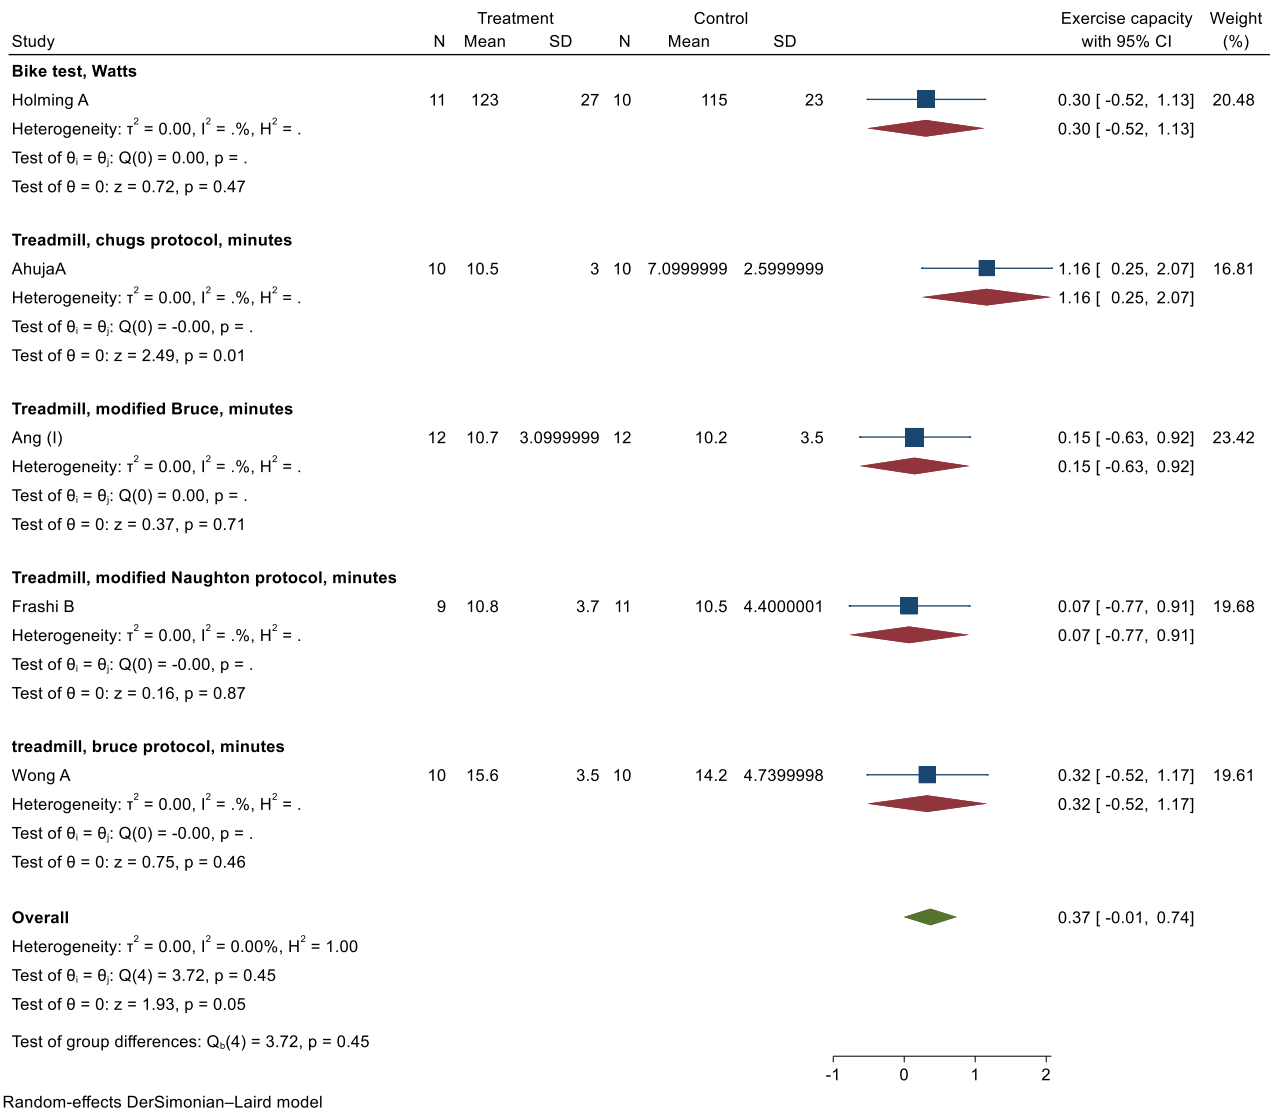 Treatment Control Exercise capacity Weight
Study N Mean SD N Mean SD with 95% CI (%)
Bike test, Watts
Holming A 11 123 27 10 115 23 0.30 [ -0.52, 1.13] 20.48
Heterogeneity: τ² = 0.00, I² = .%, H² = . 0.30 [ -0.52, 1.13]
Test of θᵢ = θⱼ: Q(0) = 0.00, p = .
Test of θ = 0: z = 0.72, p = 0.47
Treadmill, chugs protocol, minutes
AhujaA 10 10.5 3 10 7.0999999 2.5999999 1.16 [ 0.25, 2.07] 16.81
Heterogeneity: τ² = 0.00, I² = .%, H² = . 1.16 [ 0.25, 2.07]
Test of θᵢ = θⱼ: Q(0) = -0.00, p = .
Test of θ = 0: z = 2.49, p = 0.01
Treadmill, modified Bruce, minutes
Ang (I) 12 10.7 3.0999999 12 10.2 3.5 0.15 [ -0.63, 0.92] 23.42
Heterogeneity: τ² = 0.00, I² = .%, H² = . 0.15 [ -0.63, 0.92]
Test of θᵢ = θⱼ: Q(0) = 0.00, p = .
Test of θ = 0: z = 0.37, p = 0.71
Treadmill, modified Naughton protocol, minutes
Frashi B 9 10.8 3.7 11 10.5 4.4000001 0.07 [ -0.77, 0.91] 19.68
Heterogeneity: τ² = 0.00, I² = .%, H² = . 0.07 [ -0.77, 0.91]
Test of θᵢ = θⱼ: Q(0) = -0.00, p = .
Test of θ = 0: z = 0.16, p = 0.87
treadmill, bruce protocol, minutes
Wong A 10 15.6 3.5 10 14.2 4.7399998 0.32 [ -0.52, 1.17] 19.61
Heterogeneity: τ² = 0.00, I² = .%, H² = . 0.32 [ -0.52, 1.17]
Test of θᵢ = θⱼ: Q(0) = -0.00, p = .
Test of θ = 0: z = 0.75, p = 0.46
Overall 0.37 [ -0.01, 0.74]
Heterogeneity: τ² = 0.00, I² = 0.00%, H² = 1.00
Test of θᵢ = θⱼ: Q(4) = 3.72, p = 0.45
Test of θ = 0: z = 1.93, p = 0.05
Test of group differences: Q_b(4) = 3.72, p = 0.45
-1 0 1 2
Random-effects DerSimonian–Laird model